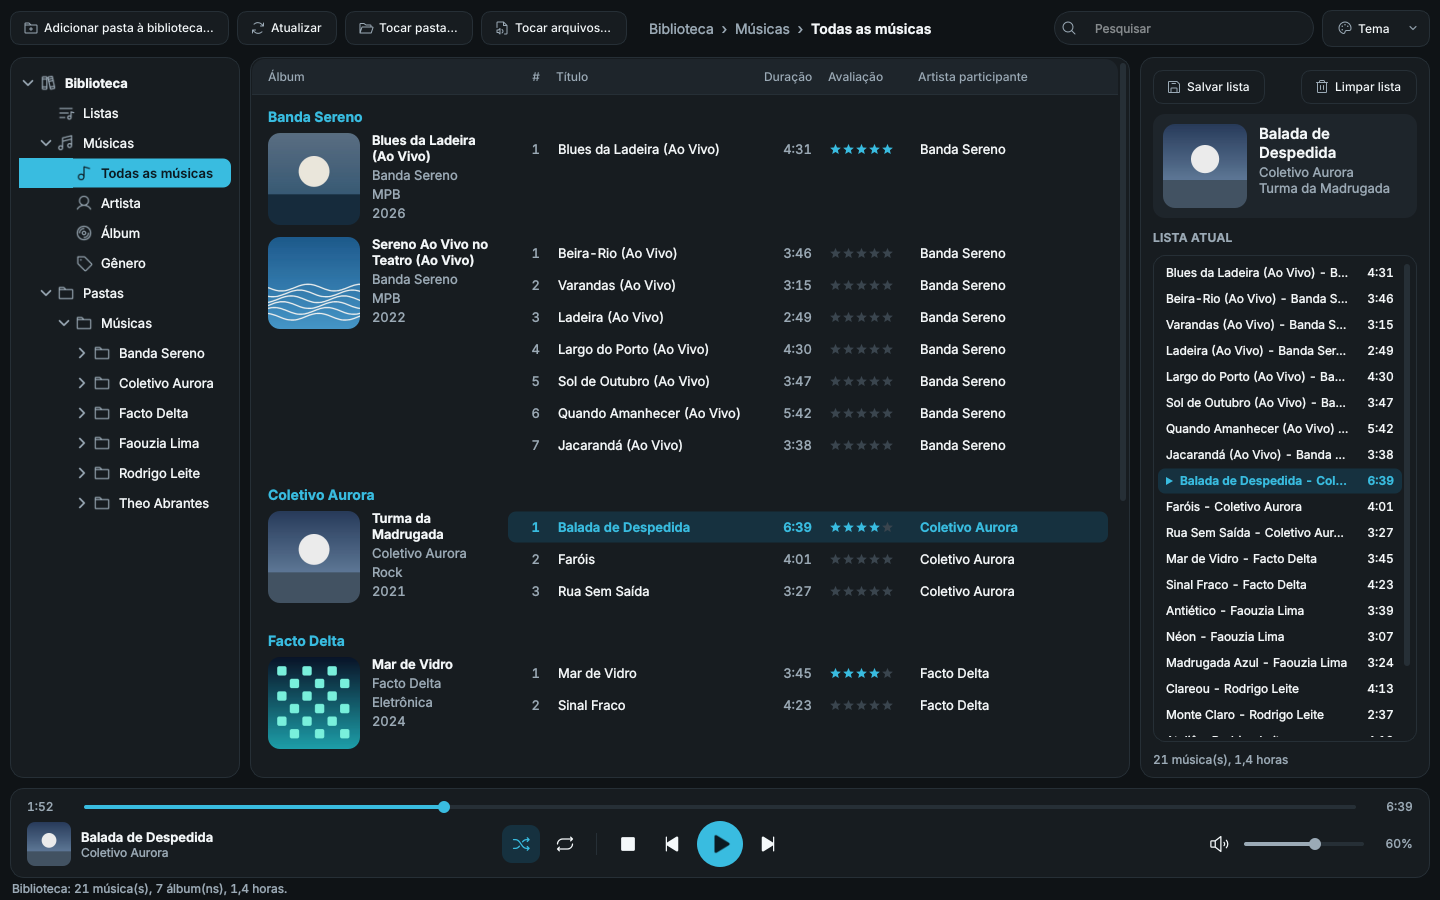 Adicionar pasta à biblioteca...
Atualizar
Tocar pasta...
Tocar arquivos...
Biblioteca › Músicas › Todas as músicas
Pesquisar
Tema
Biblioteca
Listas
Músicas
Todas as músicas
Artista
Álbum
Gênero
Pastas
Músicas
Banda Sereno
Coletivo Aurora
Facto Delta
Faouzia Lima
Rodrigo Leite
Theo Abrantes
Álbum # Título Duração Avaliação Artista participante
Banda Sereno
Blues da Ladeira
(Ao Vivo)
Banda Sereno
MPB
2026
1 Blues da Ladeira (Ao Vivo) 4:31 ★★★★★ Banda Sereno
Sereno Ao Vivo no
Teatro (Ao Vivo)
Banda Sereno
MPB
2022
1 Beira-Rio (Ao Vivo) 3:46 ★★★★★ Banda Sereno
2 Varandas (Ao Vivo) 3:15 ★★★★★ Banda Sereno
3 Ladeira (Ao Vivo) 2:49 ★★★★★ Banda Sereno
4 Largo do Porto (Ao Vivo) 4:30 ★★★★★ Banda Sereno
5 Sol de Outubro (Ao Vivo) 3:47 ★★★★★ Banda Sereno
6 Quando Amanhecer (Ao Vivo) 5:42 ★★★★★ Banda Sereno
7 Jacarandá (Ao Vivo) 3:38 ★★★★★ Banda Sereno
Coletivo Aurora
Turma da
Madrugada
Coletivo Aurora
Rock
2021
1 Balada de Despedida 6:39 ★★★★★ Coletivo Aurora
2 Faróis 4:01 ★★★★★ Coletivo Aurora
3 Rua Sem Saída 3:27 ★★★★★ Coletivo Aurora
Facto Delta
Mar de Vidro
Facto Delta
Eletrônica
2024
1 Mar de Vidro 3:45 ★★★★★ Facto Delta
2 Sinal Fraco 4:23 ★★★★★ Facto Delta
Salvar lista
Limpar lista
Balada de
Despedida
Coletivo Aurora
Turma da Madrugada
LISTA ATUAL
Blues da Ladeira (Ao Vivo) - B... 4:31
Beira-Rio (Ao Vivo) - Banda S... 3:46
Varandas (Ao Vivo) - Banda S... 3:15
Ladeira (Ao Vivo) - Banda Ser... 2:49
Largo do Porto (Ao Vivo) - Ba... 4:30
Sol de Outubro (Ao Vivo) - Ba... 3:47
Quando Amanhecer (Ao Vivo) ... 5:42
Jacarandá (Ao Vivo) - Banda ... 3:38
Balada de Despedida - Col... 6:39
Faróis - Coletivo Aurora 4:01
Rua Sem Saída - Coletivo Aur... 3:27
Mar de Vidro - Facto Delta 3:45
Sinal Fraco - Facto Delta 4:23
Antiético - Faouzia Lima 3:39
Néon - Faouzia Lima 3:07
Madrugada Azul - Faouzia Lima 3:24
Clareou - Rodrigo Leite 4:13
Monte Claro - Rodrigo Leite 2:37
21 música(s), 1,4 horas
1:52
6:39
Balada de Despedida
Coletivo Aurora
60%
Biblioteca: 21 música(s), 7 álbum(ns), 1,4 horas.